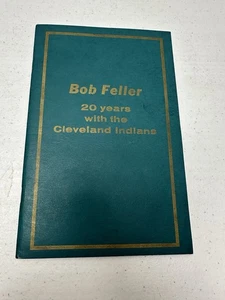 Bob Feller
20 years
with the
Cleveland Indians